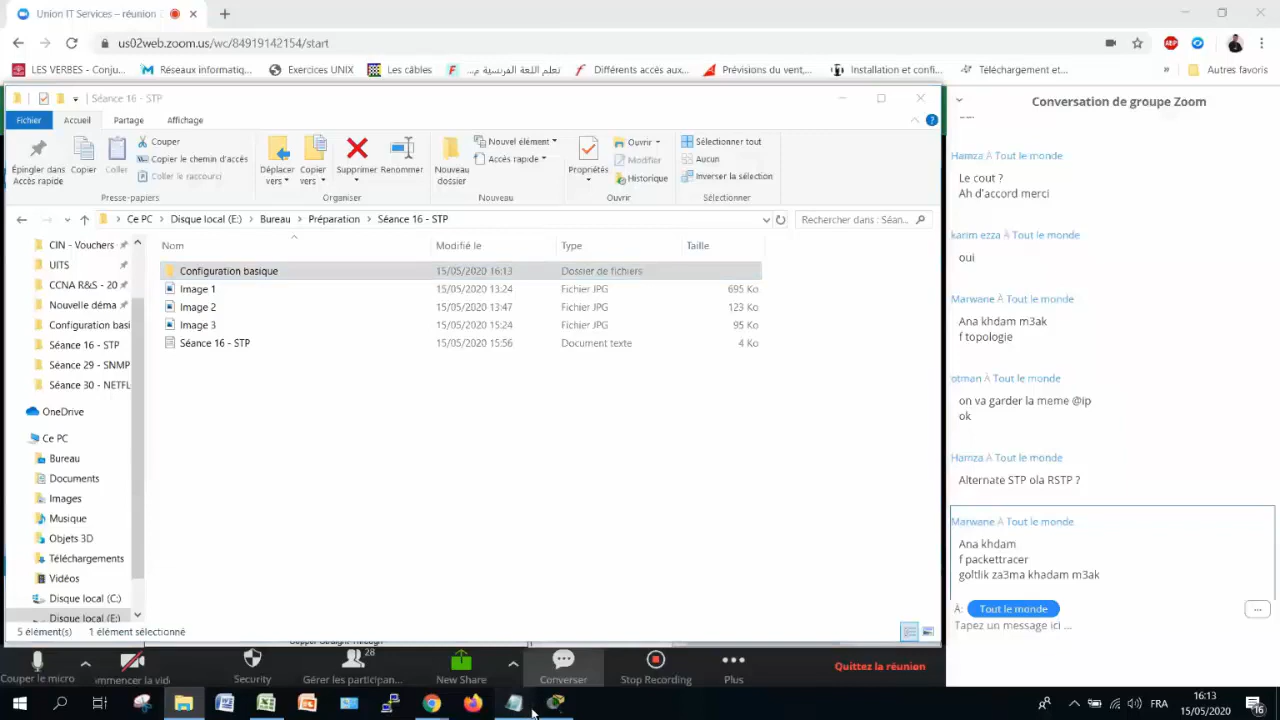 Union IT Services – réunion
us02web.zoom.us/wc/84919142154/start
ABP
LES VERBES - Conju...
Réseaux informatiq...
Exercices UNIX
Les câbles
تعلم اللغة الفرنسية م...
Différents accès aux...
Prévisions du vent,...
Installation et confi...
Téléchargement et...
»
Autres favoris
Séance 16 - STP
Fichier
Accueil
Partage
Affichage
Épingler dans
Accès rapide
Copier
Coller
Couper
Copier le chemin d'accès
Coller le raccourci
Presse-papiers
Déplacer
vers
Copier
vers
Supprimer
Renommer
Organiser
Nouveau
dossier
Nouvel élément
Accès rapide
Nouveau
Propriétés
Ouvrir
Modifier
Historique
Ouvrir
Sélectionner tout
Aucun
Inverser la sélection
Sélectionner
Ce PC > Disque local (E:) > Bureau > Préparation > Séance 16 - STP
Rechercher dans : Séan...
CIN - Vouchers
UITS
CCNA R&S - 20
Nouvelle déma
Configuration basi
Séance 16 - STP
Séance 29 - SNMP
Séance 30 - NETFL
OneDrive
Ce PC
Bureau
Documents
Images
Musique
Objets 3D
Téléchargements
Vidéos
Disque local (C:)
Disque local (E:)
Nom Modifié le Type Taille
Configuration basique 15/05/2020 16:13 Dossier de fichiers
Image 1 15/05/2020 13:24 Fichier JPG 695 Ko
Image 2 15/05/2020 13:47 Fichier JPG 123 Ko
Image 3 15/05/2020 15:24 Fichier JPG 95 Ko
Séance 16 - STP 15/05/2020 15:56 Document texte 4 Ko
5 élément(s) 1 élément sélectionné
Conversation de groupe Zoom
Hamza À Tout le monde
Le cout ?
Ah d'accord merci
karim ezza À Tout le monde
oui
Marwane À Tout le monde
Ana khdam m3ak
f topologie
otman À Tout le monde
on va garder la meme @ip
ok
Hamza À Tout le monde
Alternate STP ola RSTP ?
Marwane À Tout le monde
Ana khdam
f packettracer
goltlik za3ma khadam m3ak
À: Tout le monde
...
Tapez un message ici ...
Couper le micro
Security
28
Gérer les participants
New Share
Converser
Stop Recording
Plus
Quittez la réunion
FRA
16:13
15/05/2020
16